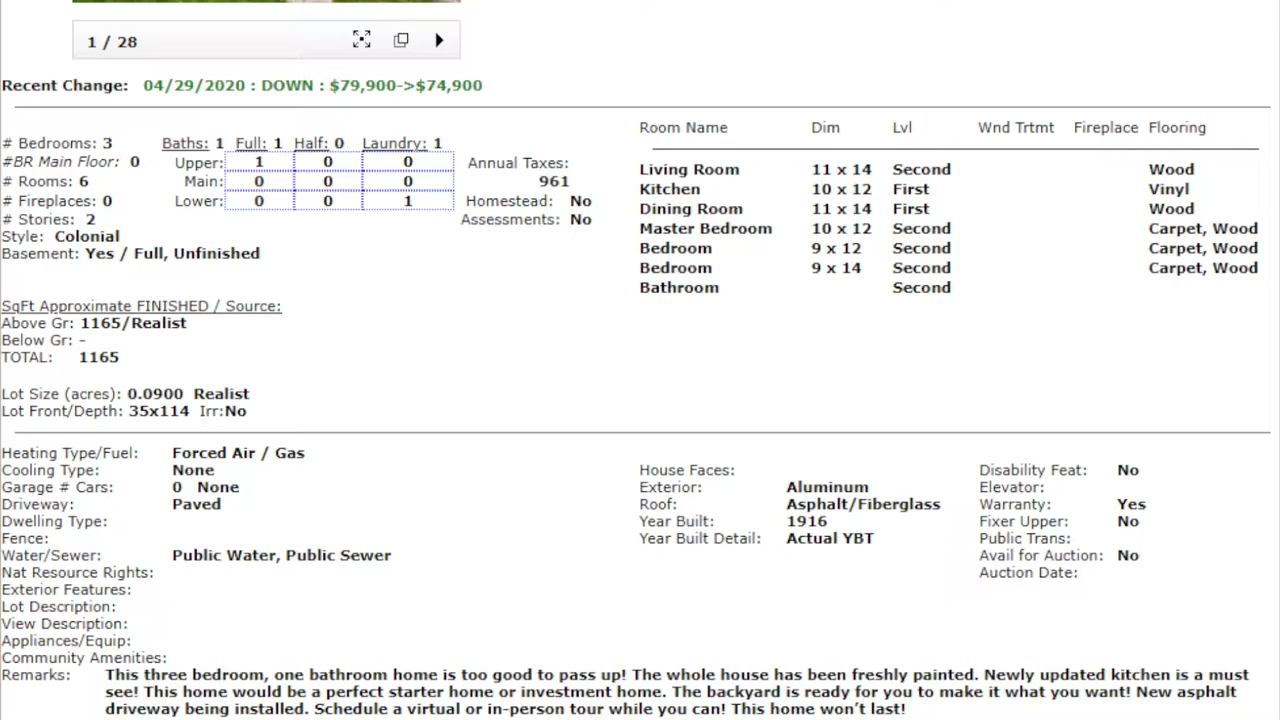 1 / 28
Recent Change: 04/29/2020 : DOWN : $79,900->$74,900
# Bedrooms: 3 Baths: 1 Full: 1 Half: 0 Laundry: 1
#BR Main Floor: 0 Upper: 1 0 0 Annual Taxes:
# Rooms: 6 Main: 0 0 0 961
# Fireplaces: 0 Lower: 0 0 1 Homestead: No
# Stories: 2 Assessments: No
Style: Colonial
Basement: Yes / Full, Unfinished
SqFt Approximate FINISHED / Source:
Above Gr: 1165/Realist
Below Gr: -
TOTAL: 1165
Lot Size (acres): 0.0900 Realist
Lot Front/Depth: 35x114 Irr:No
Room Name Dim Lvl Wnd Trtmt Fireplace Flooring
Living Room 11 x 14 Second Wood
Kitchen 10 x 12 First Vinyl
Dining Room 11 x 14 First Wood
Master Bedroom 10 x 12 Second Carpet, Wood
Bedroom 9 x 12 Second Carpet, Wood
Bedroom 9 x 14 Second Carpet, Wood
Bathroom Second
Heating Type/Fuel: Forced Air / Gas
Cooling Type: None
Garage # Cars: 0 None
Driveway: Paved
Dwelling Type:
Fence:
Water/Sewer: Public Water, Public Sewer
Nat Resource Rights:
Exterior Features:
Lot Description:
View Description:
Appliances/Equip:
Community Amenities:
House Faces:
Exterior: Aluminum
Roof: Asphalt/Fiberglass
Year Built: 1916
Year Built Detail: Actual YBT
Disability Feat: No
Elevator:
Warranty: Yes
Fixer Upper: No
Public Trans:
Avail for Auction: No
Auction Date:
Remarks: This three bedroom, one bathroom home is too good to pass up! The whole house has been freshly painted. Newly updated kitchen is a must
see! This home would be a perfect starter home or investment home. The backyard is ready for you to make it what you want! New asphalt
driveway being installed. Schedule a virtual or in-person tour while you can! This home won't last!